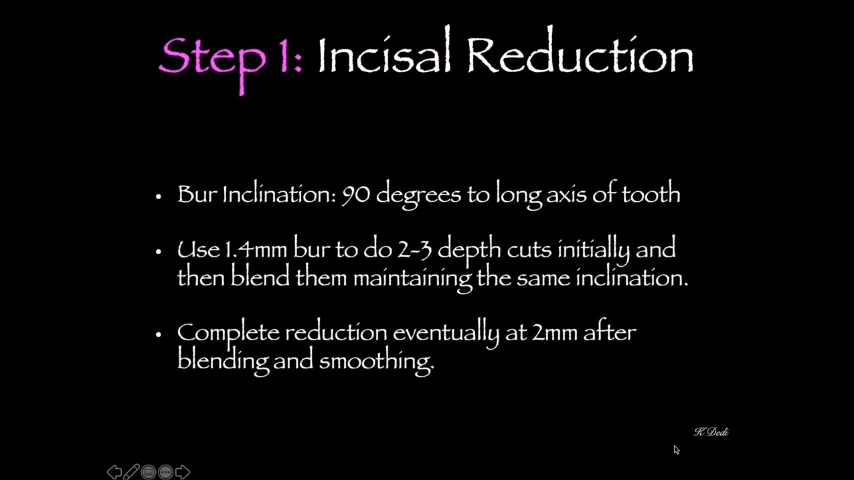 Step 1: Incisal Reduction
• Bur Inclination: 90 degrees to long axis of tooth
• Use 1.4mm bur to do 2-3 depth cuts initially and
then blend them maintaining the same inclination.
• Complete reduction eventually at 2mm after
blending and smoothing.
K Dedi